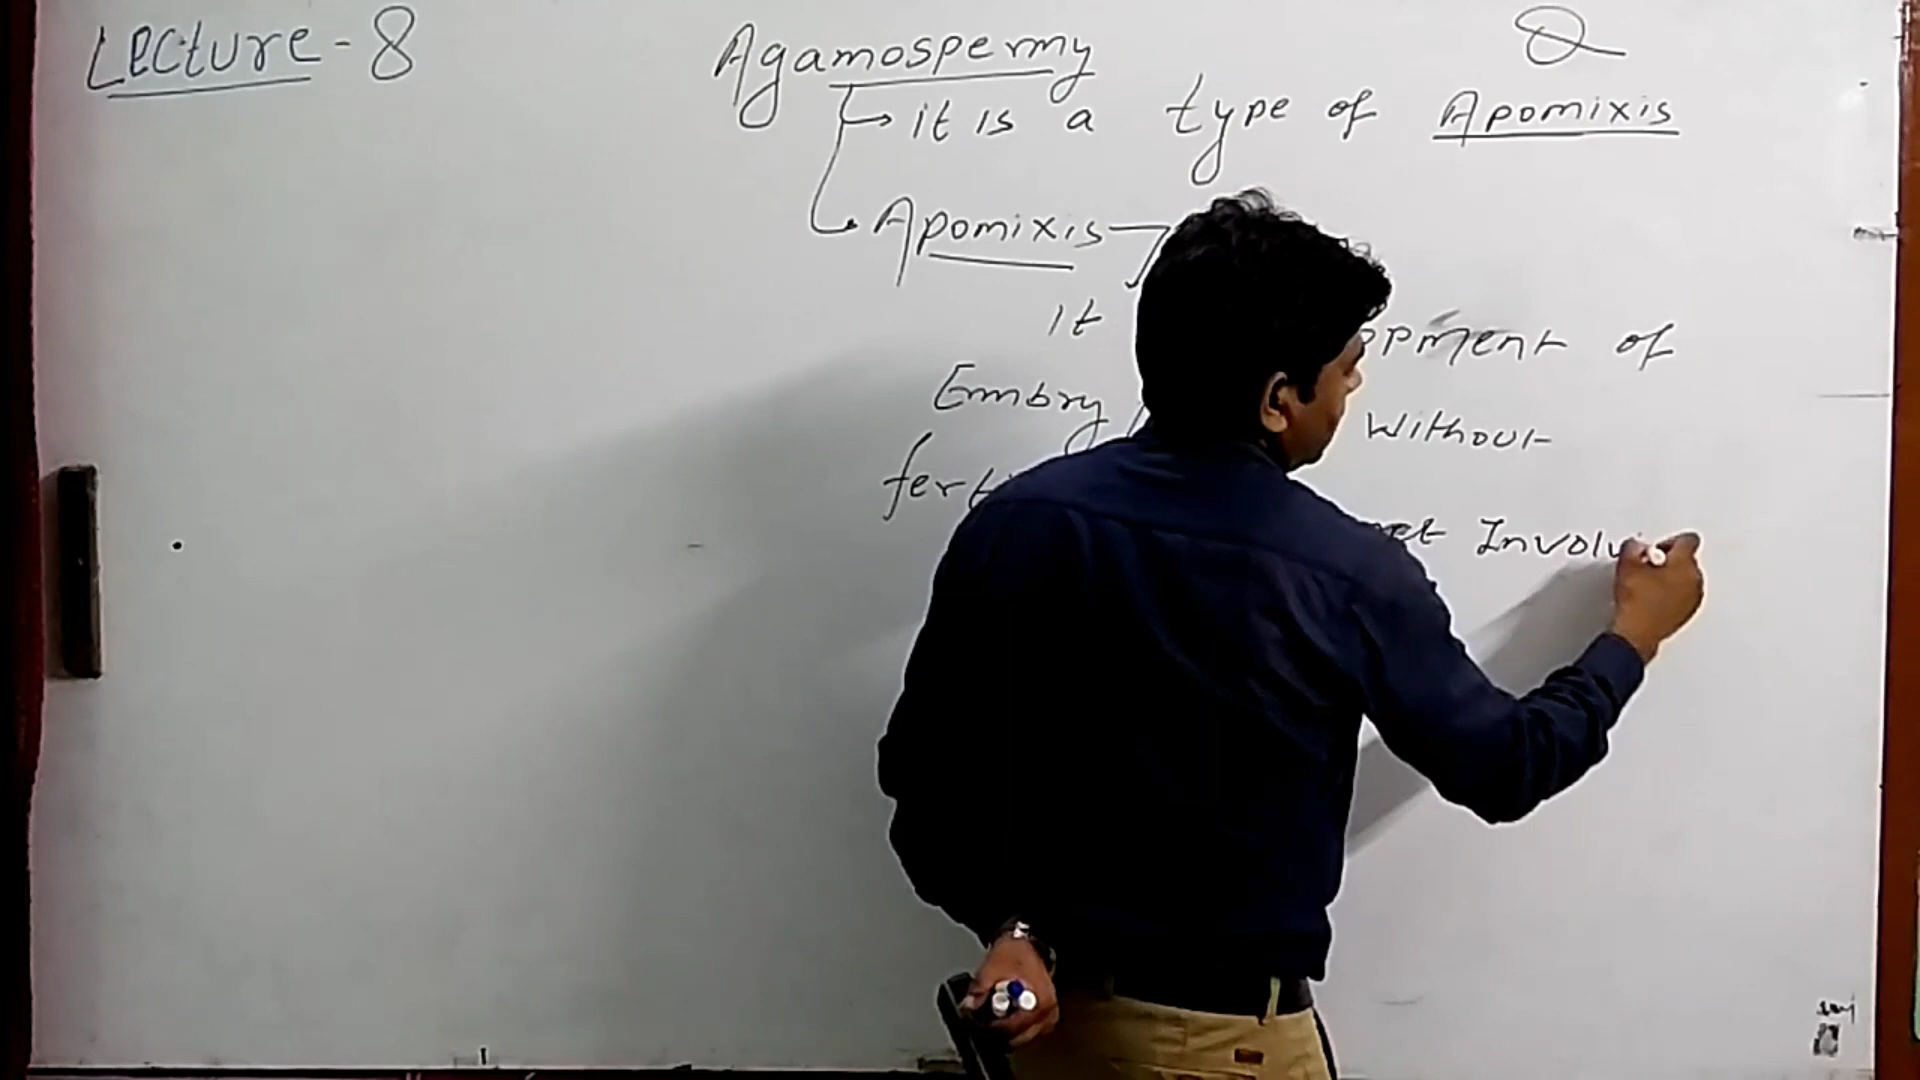 Lecture-8
Agamospermy
it is a type of Apomixis
Apomixis
it opment of
Embry without
fert Involv